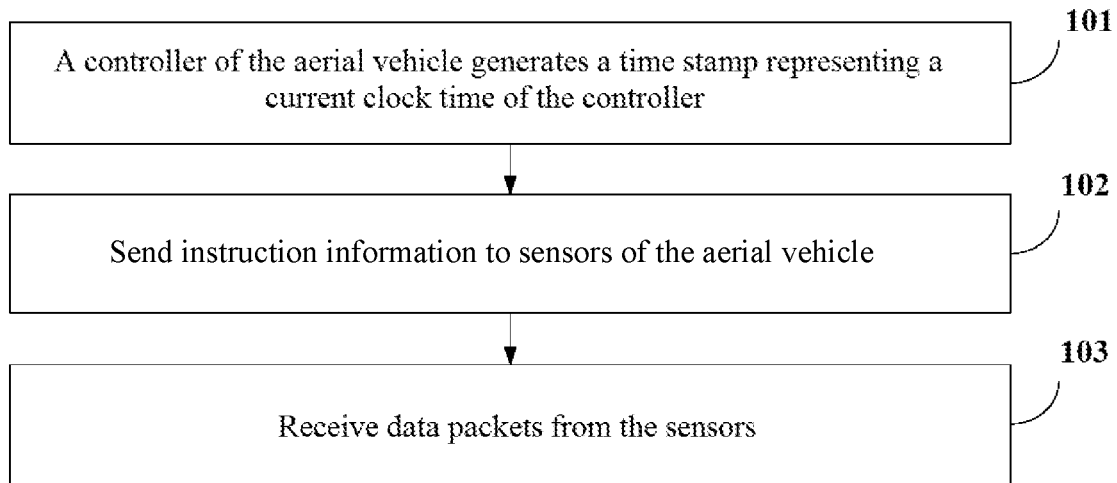 101
A controller of the aerial vehicle generates a time stamp representing a
current clock time of the controller
102
Send instruction information to sensors of the aerial vehicle
103
Receive data packets from the sensors